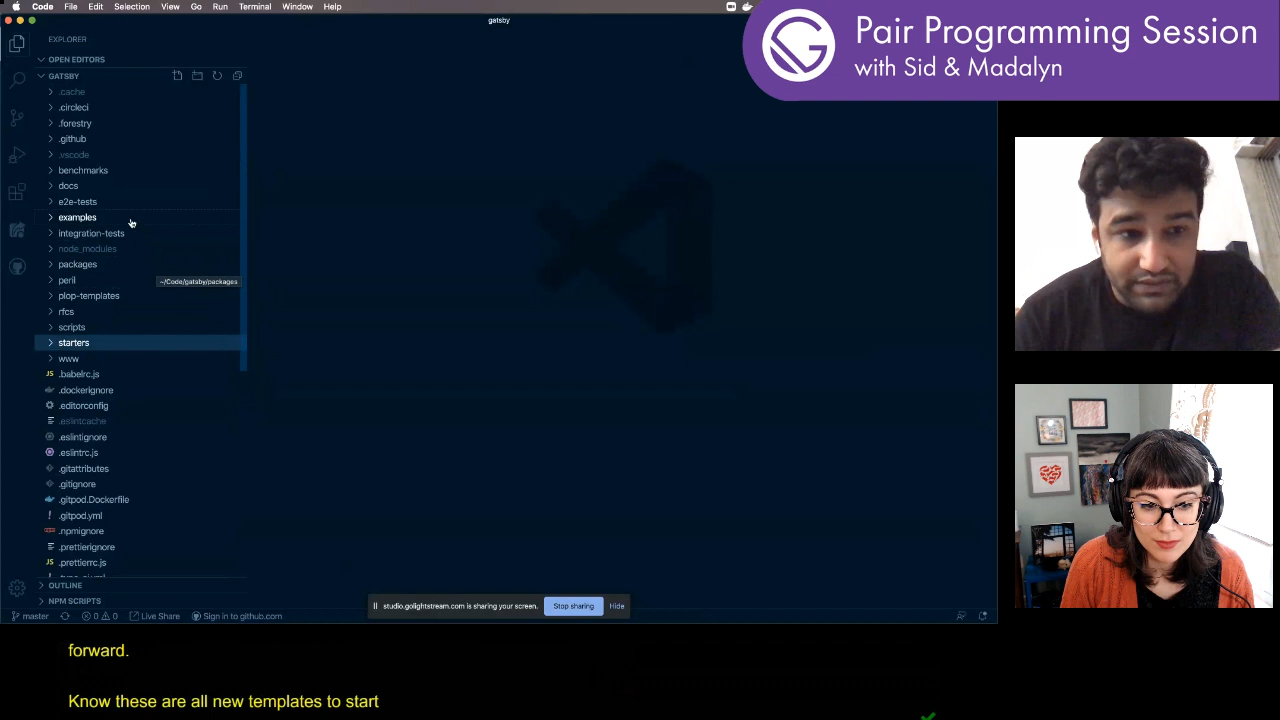 Code File Edit Selection View Go Run Terminal Window Help
gatsby
Pair Programming Session
with Sid & Madalyn
EXPLORER
OPEN EDITORS
GATSBY
.cache
.circleci
.forestry
.github
.vscode
benchmarks
docs
e2e-tests
examples
integration-tests
node_modules
packages
peril
~/Code/gatsby/packages
plop-templates
rfcs
scripts
starters
www
JS .babelrc.js
.dockerignore
.editorconfig
.eslintcache
.eslintignore
.eslintrc.js
.gitattributes
.gitignore
.gitpod.Dockerfile
! .gitpod.yml
.npmignore
.prettierignore
JS .prettierrc.js
OUTLINE
NPM SCRIPTS
studio.golightstream.com is sharing your screen. Stop sharing Hide
master 0 0 Live Share Sign in to github.com
forward.
Know these are all new templates to start